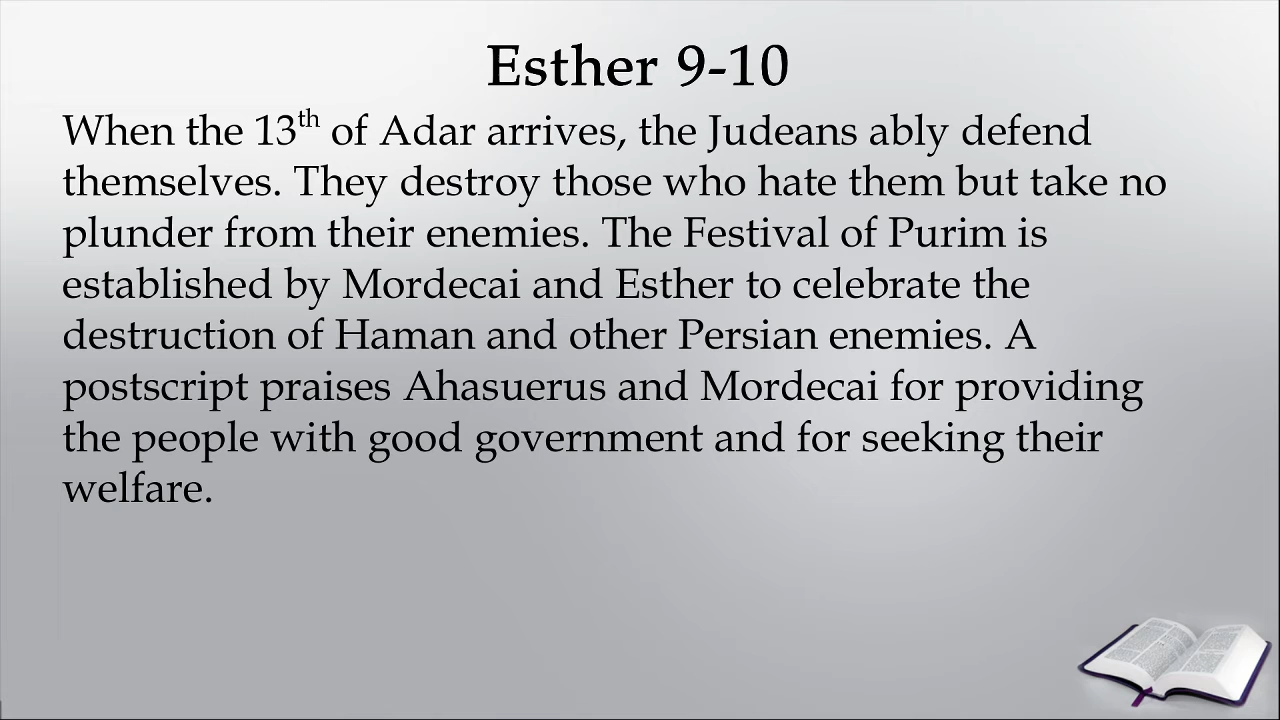 Esther 9-10
When the 13th of Adar arrives, the Judeans ably defend
themselves. They destroy those who hate them but take no
plunder from their enemies. The Festival of Purim is
established by Mordecai and Esther to celebrate the
destruction of Haman and other Persian enemies. A
postscript praises Ahasuerus and Mordecai for providing
the people with good government and for seeking their
welfare.